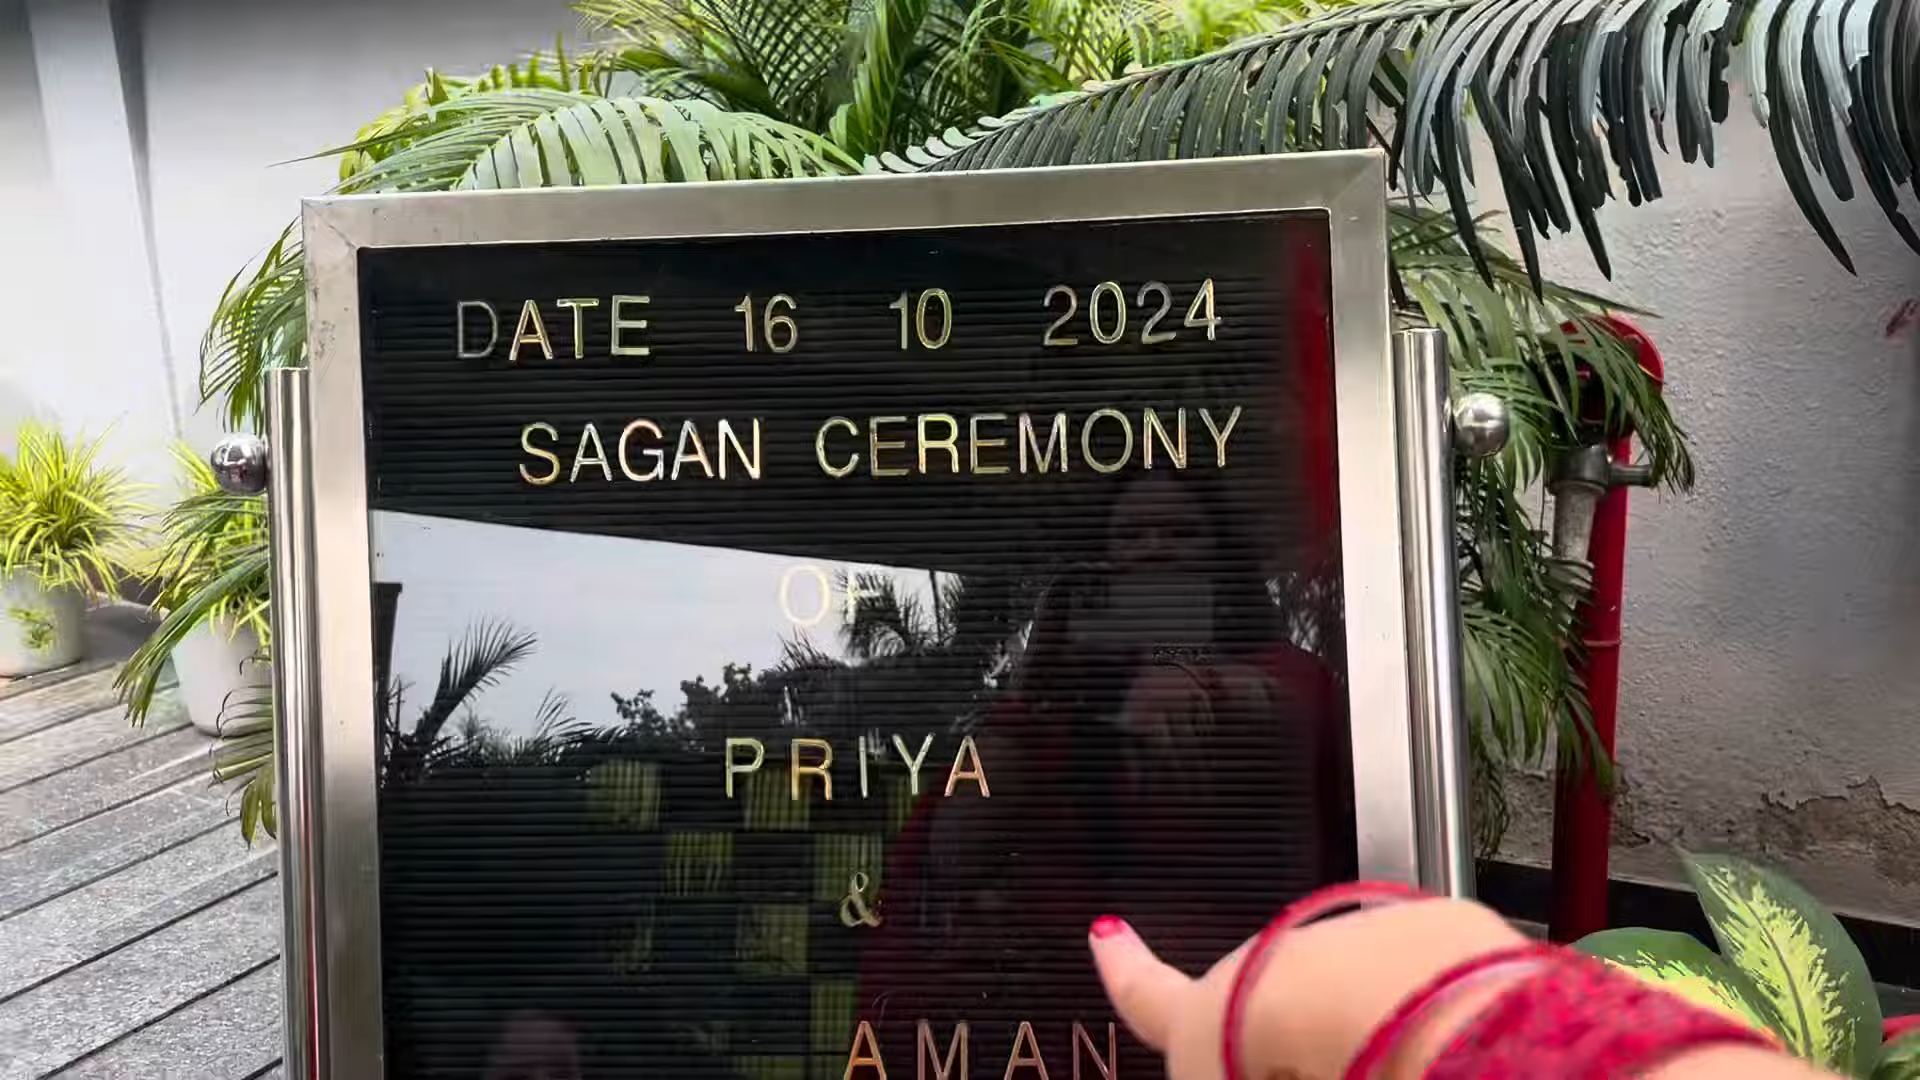 DATE 16 10 2024
SAGAN CEREMONY
OF
PRIYA
&
AMAN